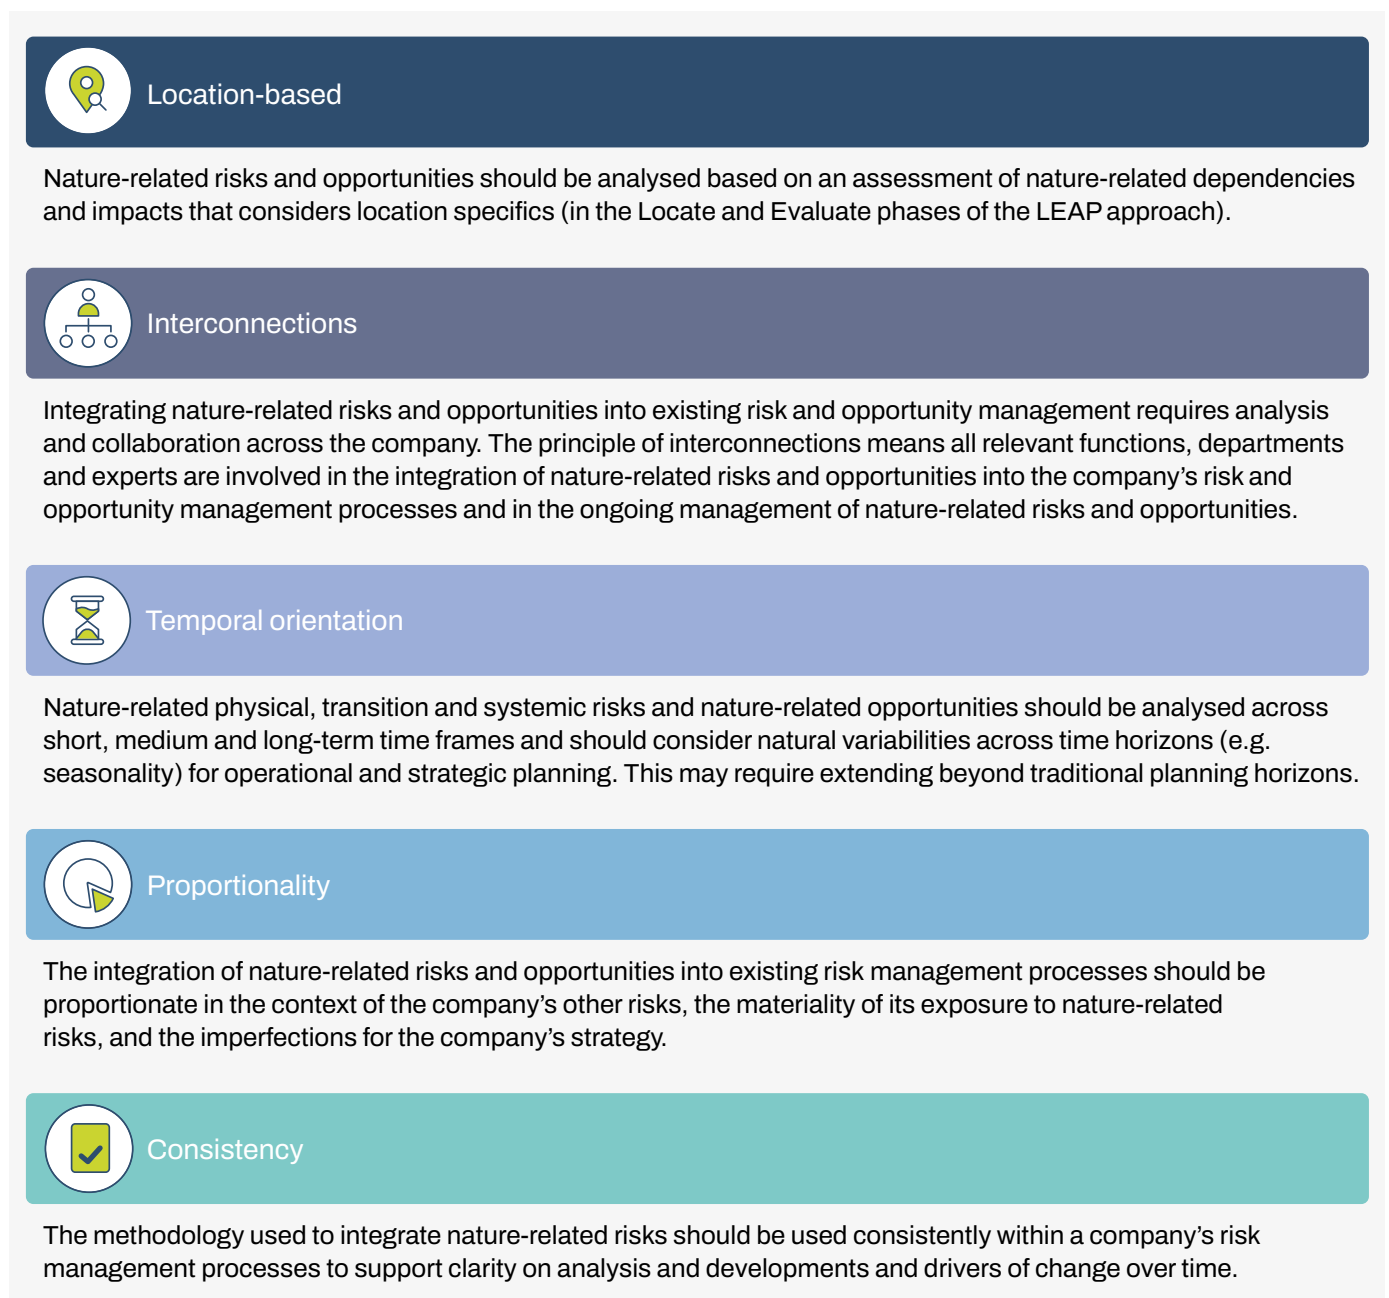 Location-based
Nature-related risks and opportunities should be analysed based on an assessment of nature-related dependencies
and impacts that considers location specifics (in the Locate and Evaluate phases of the LEAP approach).
Interconnections
Integrating nature-related risks and opportunities into existing risk and opportunity management requires analysis
and collaboration across the company. The principle of interconnections means all relevant functions, departments
and experts are involved in the integration of nature-related risks and opportunities into the company’s risk and
opportunity management processes and in the ongoing management of nature-related risks and opportunities.
Temporal orientation
Nature-related physical, transition and systemic risks and nature-related opportunities should be analysed across
short, medium and long-term time frames and should consider natural variabilities across time horizons (e.g.
seasonality) for operational and strategic planning. This may require extending beyond traditional planning horizons.
Proportionality
The integration of nature-related risks and opportunities into existing risk management processes should be
proportionate in the context of the company’s other risks, the materiality of its exposure to nature-related
risks, and the imperfections for the company’s strategy.
Consistency
The methodology used to integrate nature-related risks should be used consistently within a company’s risk
management processes to support clarity on analysis and developments and drivers of change over time.